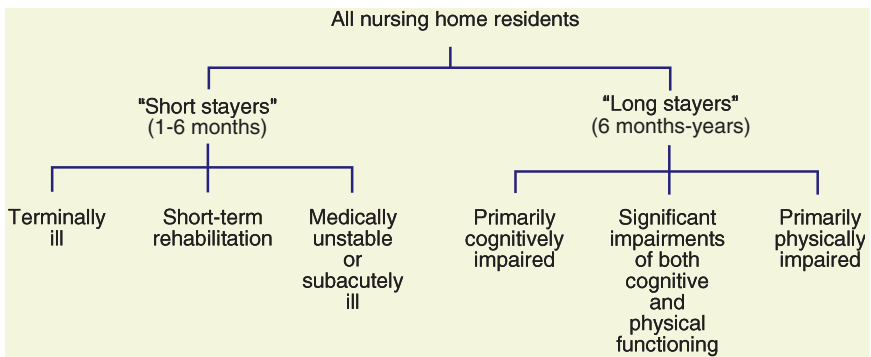 All nursing home residents
“Short stayers”
(1-6 months)
“Long stayers”
(6 months-years)
Terminally
ill
Short-term
rehabilitation
Medically
unstable
or
subacutely
ill
Primarily
cognitively
impaired
Significant
impairments
of both
cognitive
and
physical
functioning
Primarily
physically
impaired